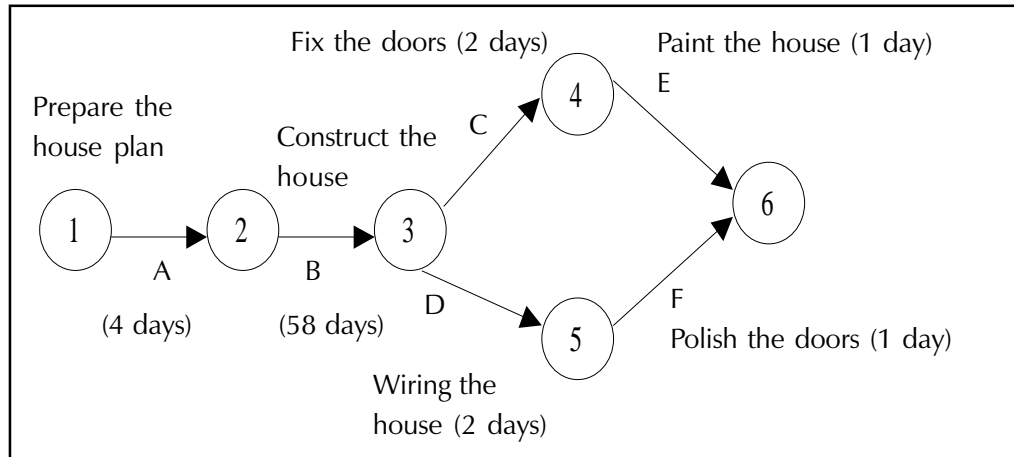 Fix the doors (2 days)
Paint the house (1 day)
4
E
Prepare the
house plan
C
Construct the
house
1
2
3
6
A
B
D
F
(4 days)
(58 days)
5
Polish the doors (1 day)
Wiring the
house (2 days)